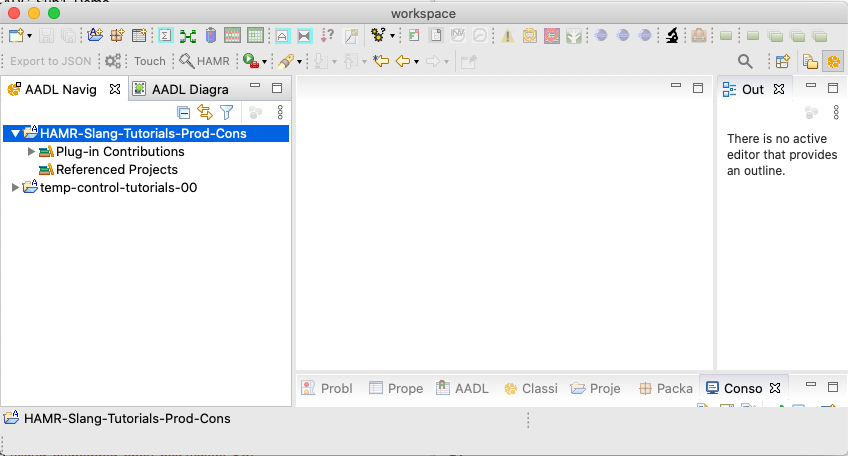 workspace
Export to JSON Touch HAMR
AADL Navig AADL Diagra Out
HAMR-Slang-Tutorials-Prod-Cons
Plug-in Contributions
Referenced Projects
temp-control-tutorials-00
There is no active
editor that provides
an outline.
Probl Prope AADL Classi Proje Packa Conso
HAMR-Slang-Tutorials-Prod-Cons